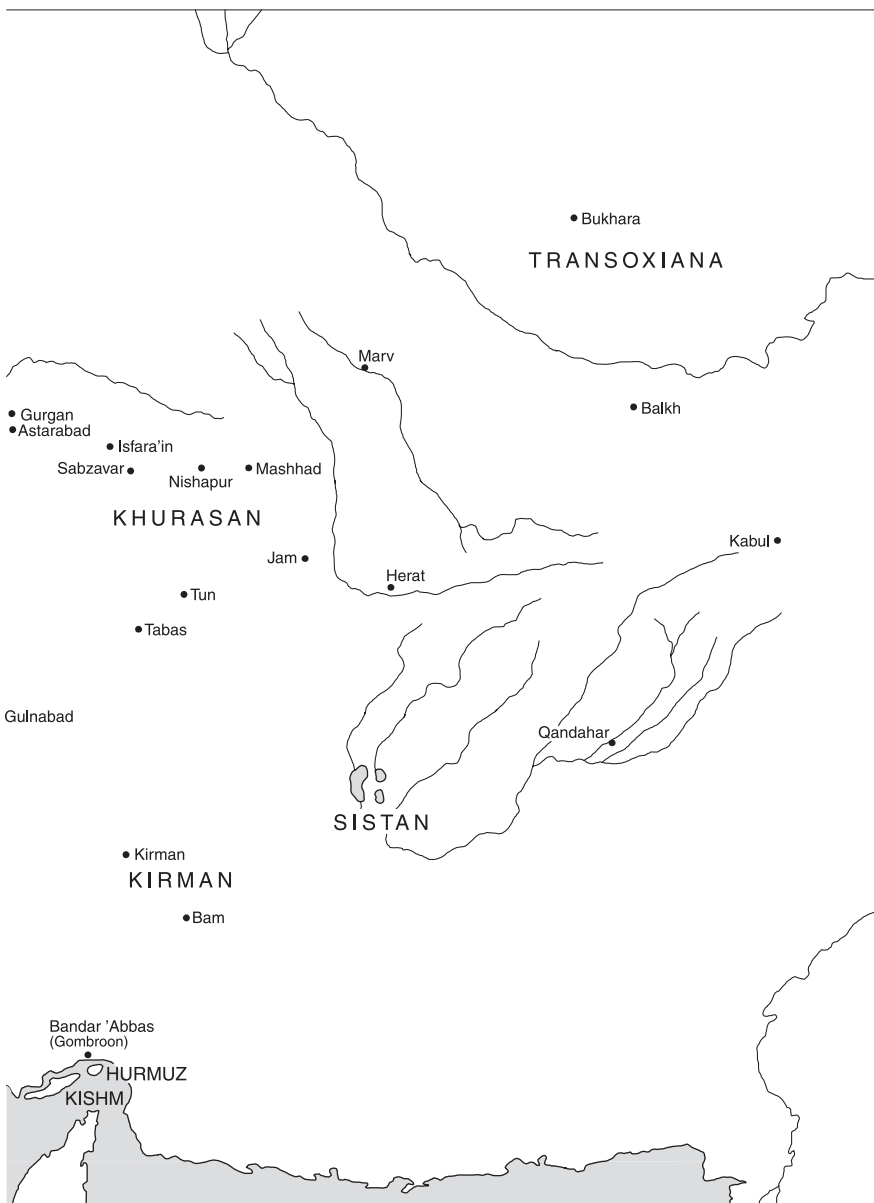 Bukhara
TRANSOXIANA
Marv
Balkh
Gurgan
Astarabad
Isfara'in
Sabzavar
Nishapur
Mashhad
KHURASAN
Jam
Kabul
Herat
Tun
Tabas
Gulnabad
Qandahar
SISTAN
Kirman
KIRMAN
Bam
Bandar 'Abbas
(Gombroon)
HURMUZ
KISHM